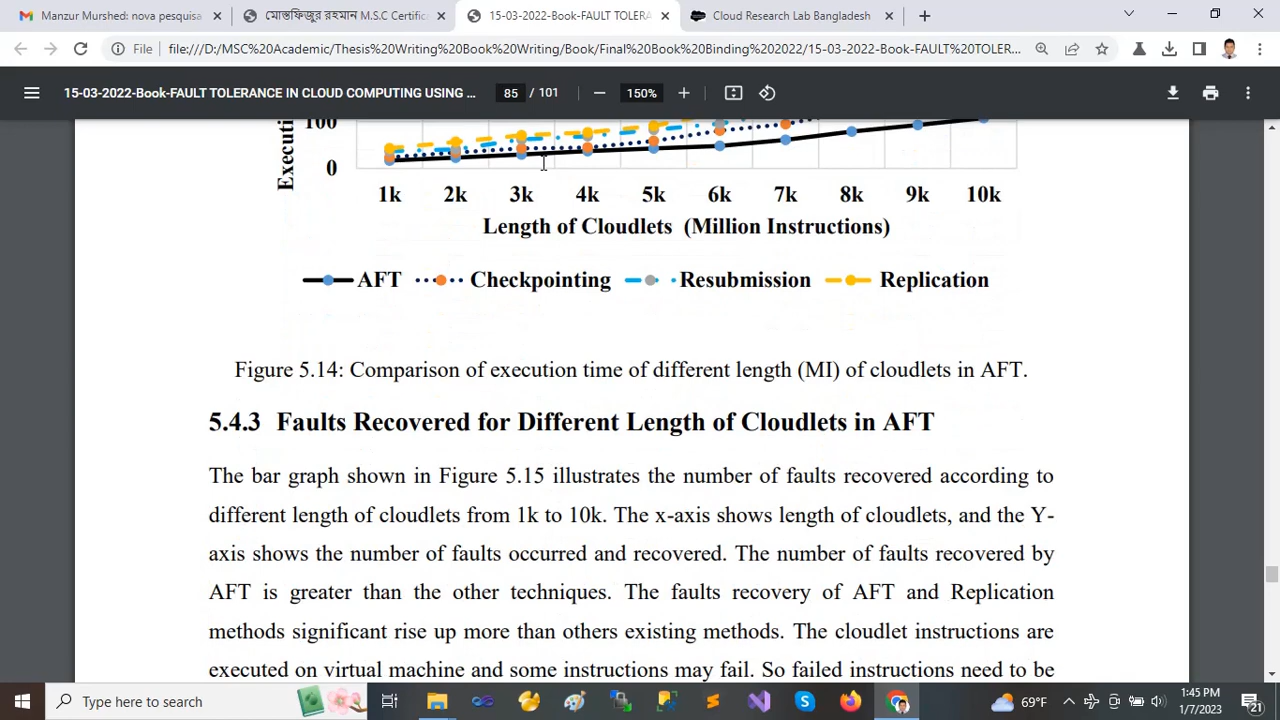 Manzur Murshed: nova pesquisa
মোস্তফিজুর রহমান M.S.C Certific
15-03-2022-Book-FAULT TOLERA
Cloud Research Lab Bangladesh
File
file:///D:/MSC%20Academic/Thesis%20Writing%20Book%20Writing/Book/Final%20Book%20Binding%202022/15-03-2022-Book-FAULT%20TOLER...
15-03-2022-Book-FAULT TOLERANCE IN CLOUD COMPUTING USING ...
85 / 101
150%
Executi
100
0
1k 2k 3k 4k 5k 6k 7k 8k 9k 10k
Length of Cloudlets (Million Instructions)
AFT Checkpointing Resubmission Replication
Figure 5.14: Comparison of execution time of different length (MI) of cloudlets in AFT.
5.4.3 Faults Recovered for Different Length of Cloudlets in AFT
The bar graph shown in Figure 5.15 illustrates the number of faults recovered according to
different length of cloudlets from 1k to 10k. The x-axis shows length of cloudlets, and the Y-
axis shows the number of faults occurred and recovered. The number of faults recovered by
AFT is greater than the other techniques. The faults recovery of AFT and Replication
methods significant rise up more than others existing methods. The cloudlet instructions are
executed on virtual machine and some instructions may fail. So failed instructions need to be
Type here to search
69°F
1:45 PM
1/7/2023
21